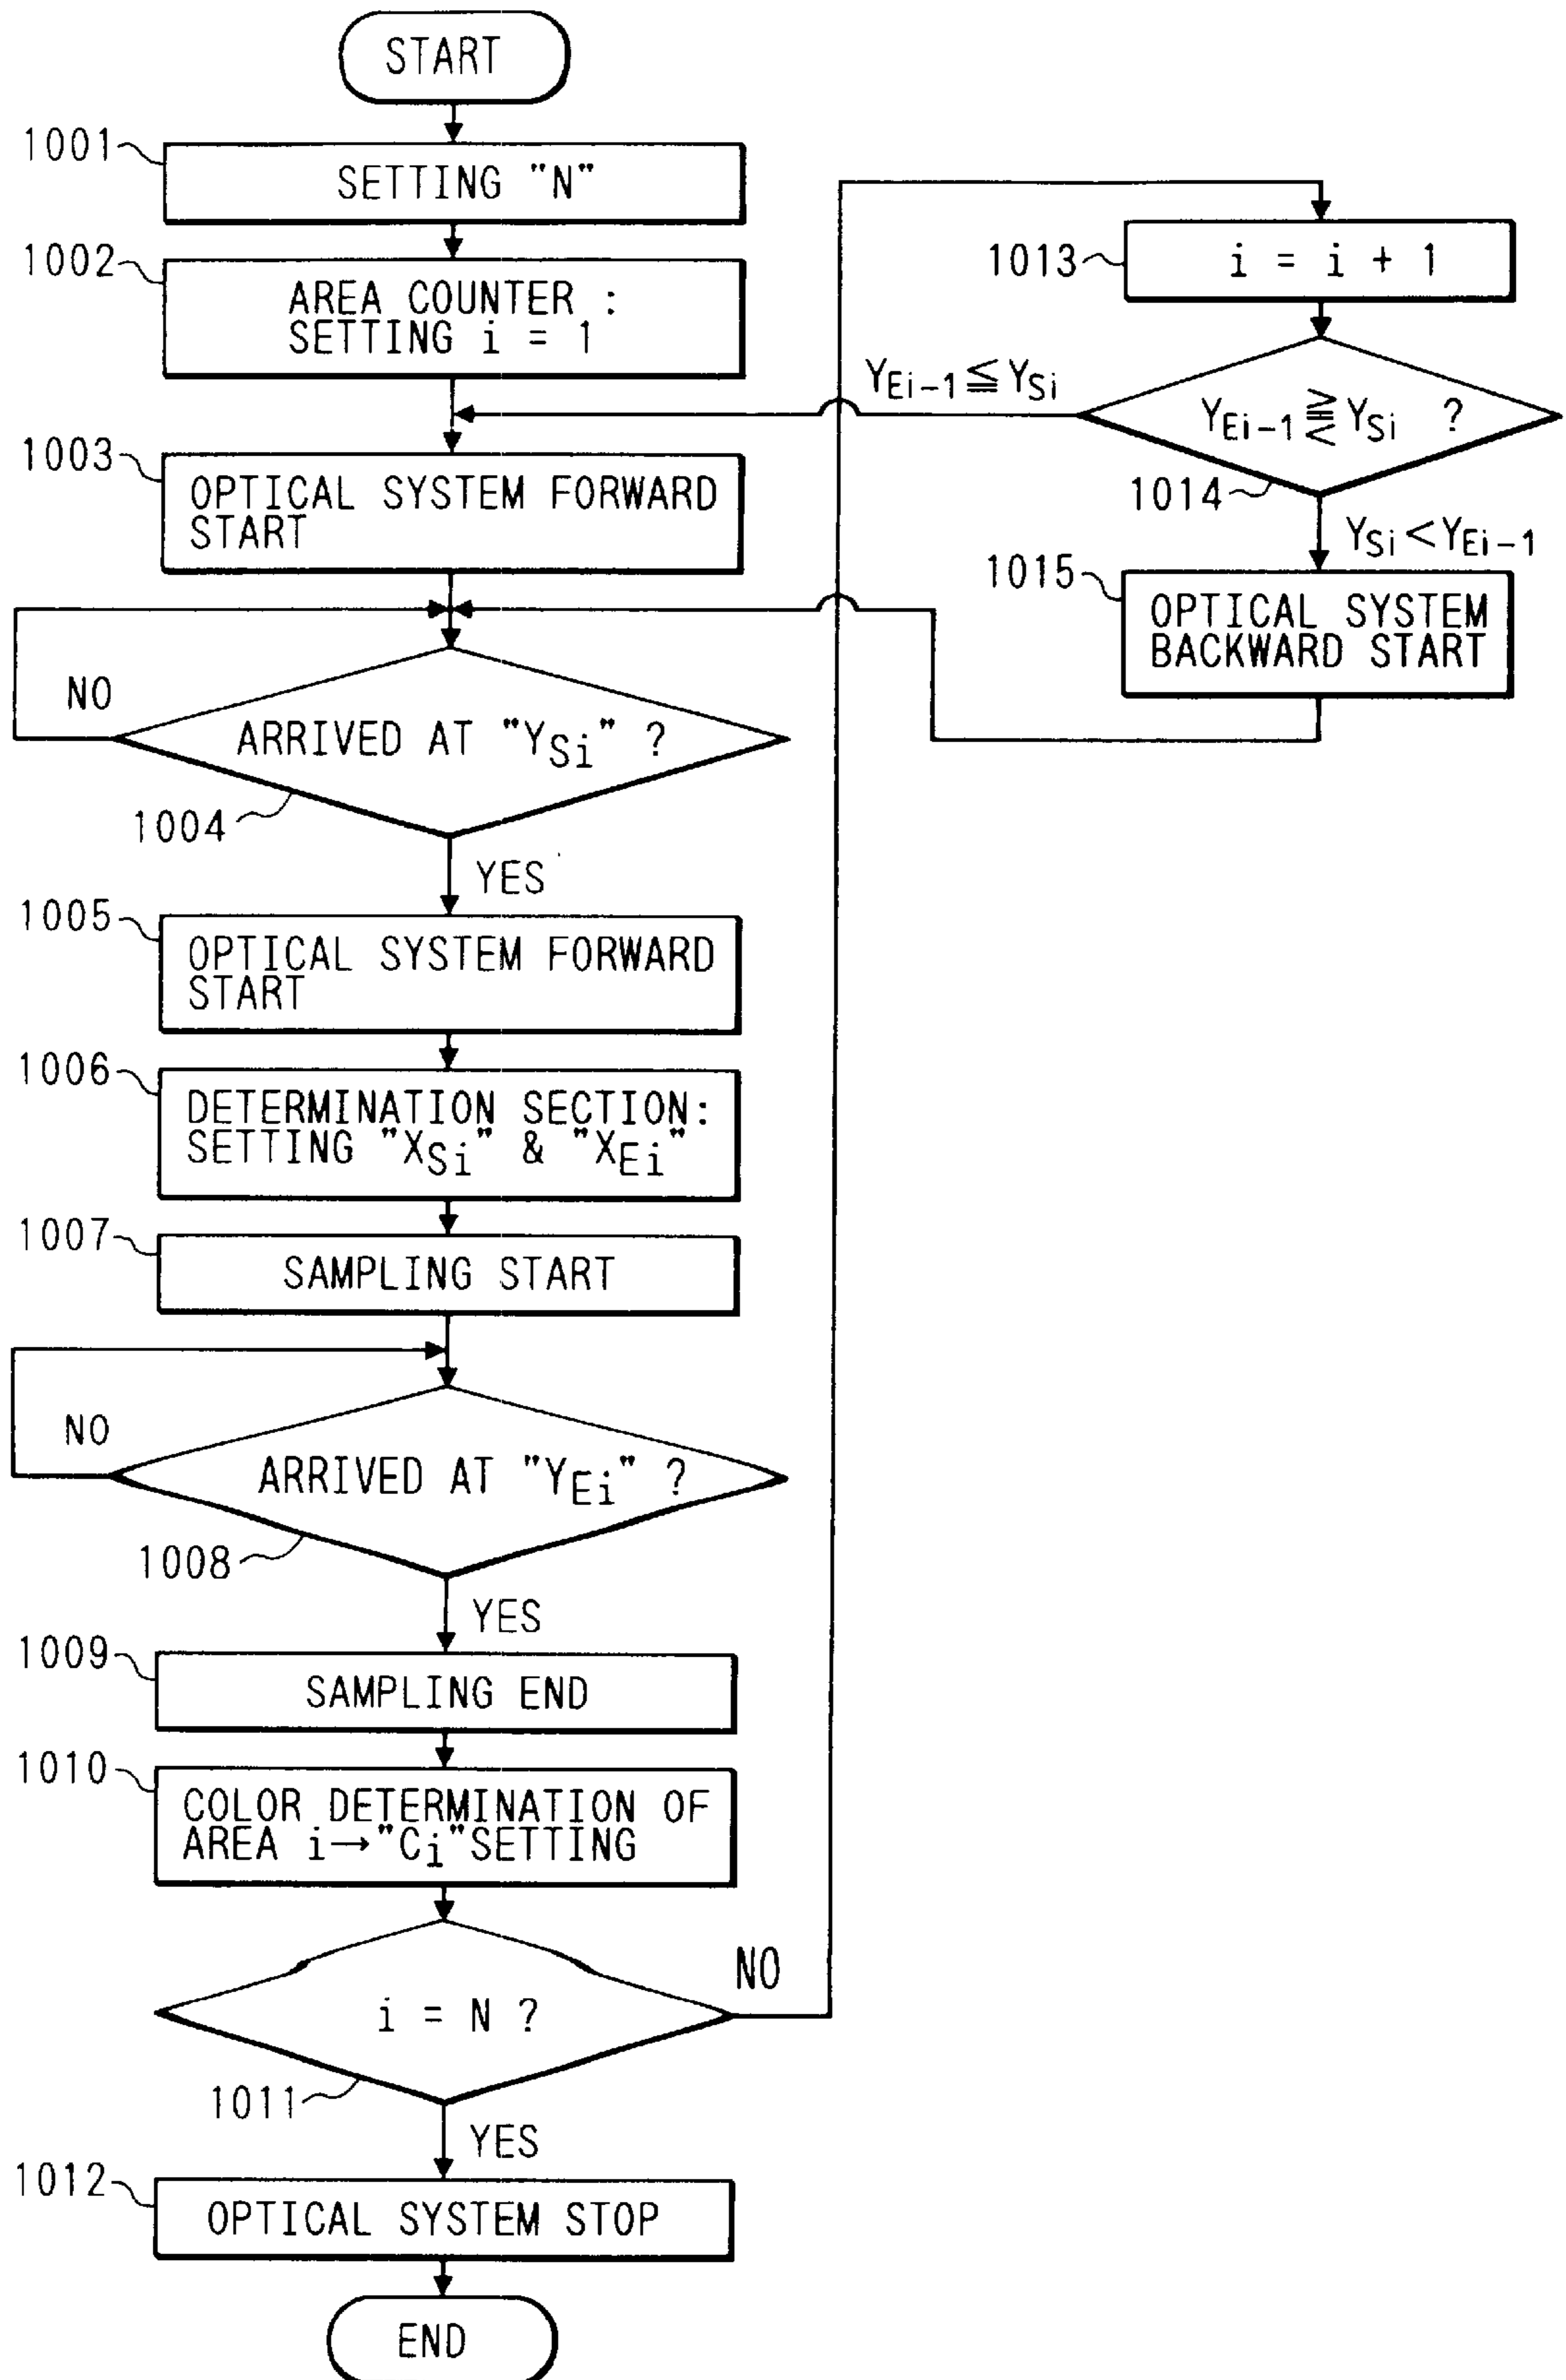 START
1001
SETTING "N"
1002
AREA COUNTER :
SETTING i = 1
1003
OPTICAL SYSTEM FORWARD
START
NO
ARRIVED AT "YSi" ?
1004
YES
1005
OPTICAL SYSTEM FORWARD
START
1006
DETERMINATION SECTION:
SETTING "XSi" & "XEi"
1007
SAMPLING START
NO
ARRIVED AT "YEi" ?
1008
YES
1009
SAMPLING END
1010
COLOR DETERMINATION OF
AREA i→"Ci"SETTING
NO
i = N ?
1011
YES
1012
OPTICAL SYSTEM STOP
END
1013
i = i + 1
YEi-1≦YSi
YEi-1⪌YSi ?
1014
YSi<YEi-1
1015
OPTICAL SYSTEM
BACKWARD START